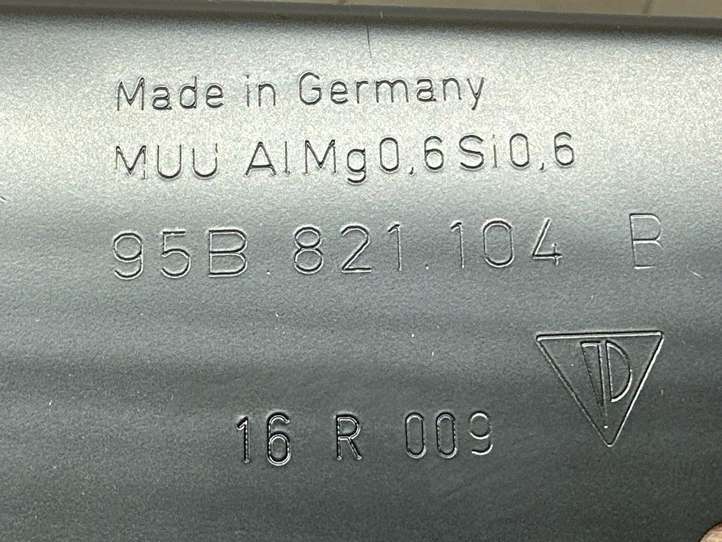 Made in Germany
MUU AlMg0,6Si0,6
95B.821.104 B
16 R 009